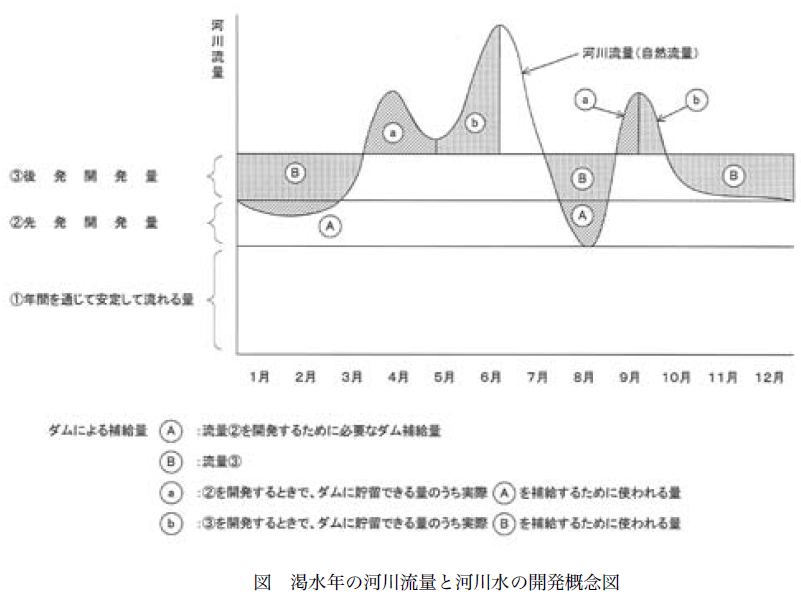 河川流量
河川流量(自然流量)
ⓐ
ⓑ
ⓐ
ⓑ
③後発開発量
Ⓑ
Ⓑ
Ⓑ
②先発開発量
Ⓐ
Ⓐ
①年間を通じて安定して流れる量
1月 2月 3月 4月 5月 6月 7月 8月 9月 10月 11月 12月
ダムによる補給量 Ⓐ :流量②を開発するために必要なダム補給量
Ⓑ :流量③
ⓐ :②を開発するときで、ダムに貯留できる量のうち実際Ⓐを補給するために使われる量
ⓑ :③を開発するときで、ダムに貯留できる量のうち実際Ⓑを補給するために使われる量
図 渇水年の河川流量と河川水の開発概念図